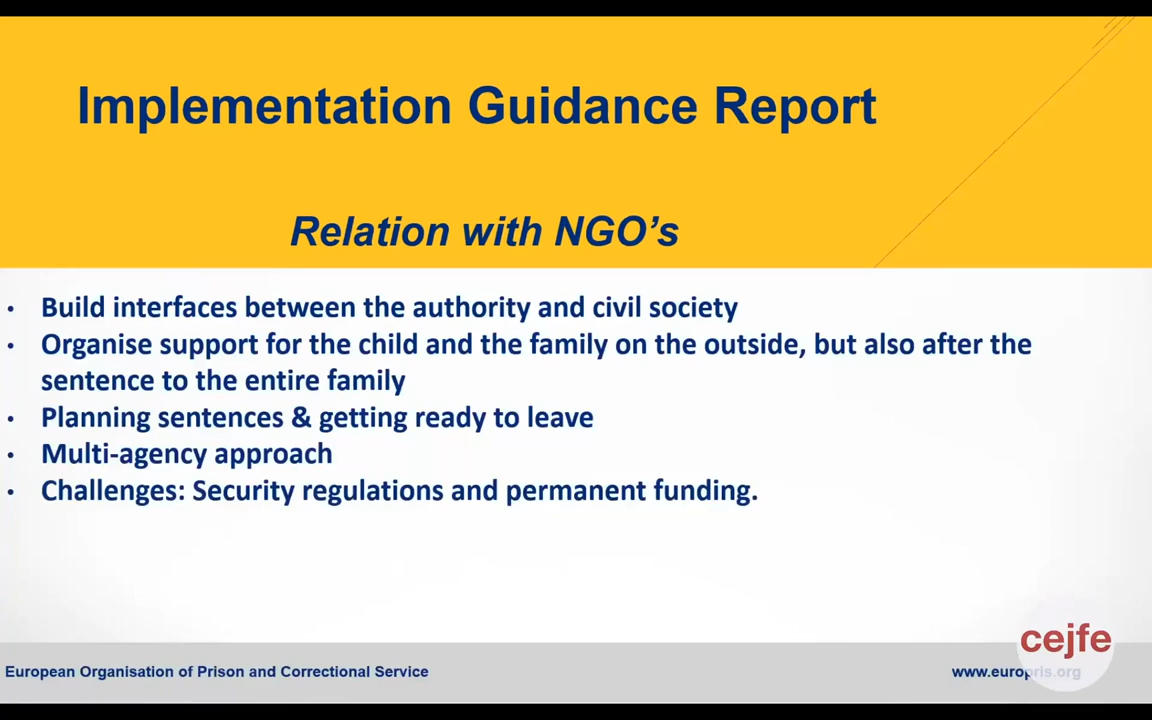 Implementation Guidance Report
Relation with NGO's
• Build interfaces between the authority and civil society
• Organise support for the child and the family on the outside, but also after the
sentence to the entire family
• Planning sentences & getting ready to leave
• Multi-agency approach
• Challenges: Security regulations and permanent funding.
cejfe
European Organisation of Prison and Correctional Service
www.europris.org